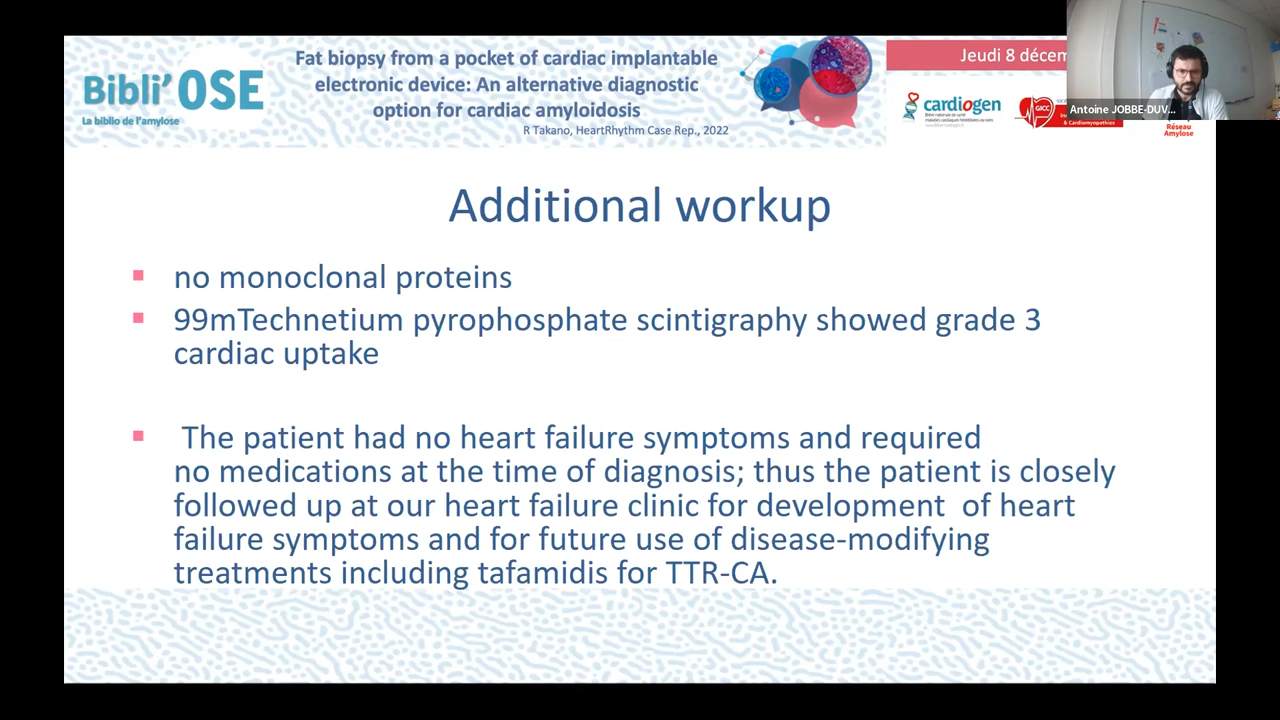 Bibli'OSE
La biblio de l'amylose
Fat biopsy from a pocket of cardiac implantable
electronic device: An alternative diagnostic
option for cardiac amyloidosis
R Takano, HeartRhythm Case Rep., 2022
Jeudi 8 décem
cardiogen
GICC
& Cardiomyopathies
Réseau
Amylose
Antoine JOBBE-DUV...
Additional workup
▪ no monoclonal proteins
▪ 99mTechnetium pyrophosphate scintigraphy showed grade 3
cardiac uptake
▪ The patient had no heart failure symptoms and required
no medications at the time of diagnosis; thus the patient is closely
followed up at our heart failure clinic for development of heart
failure symptoms and for future use of disease-modifying
treatments including tafamidis for TTR-CA.